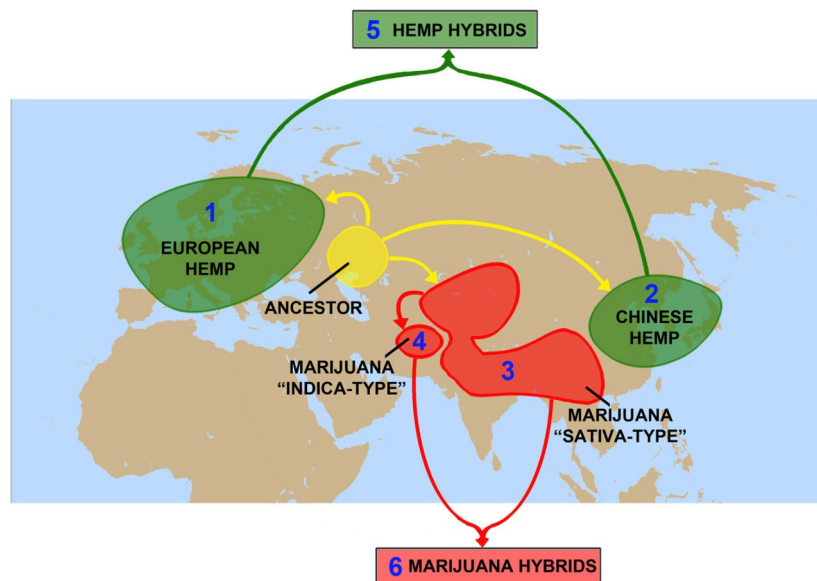 5 HEMP HYBRIDS
1
EUROPEAN
HEMP
ANCESTOR
2
CHINESE
HEMP
4
MARIJUANA
“INDICA-TYPE”
3
MARIJUANA
“SATIVA-TYPE”
6 MARIJUANA HYBRIDS